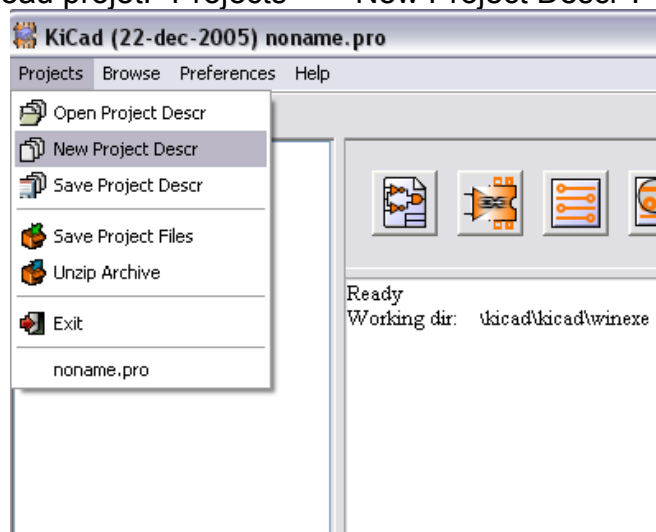 KiCad (22-dec-2005) noname.pro
Projects Browse Preferences Help
Open Project Descr
New Project Descr
Save Project Descr
Save Project Files
Unzip Archive
Exit
noname.pro
Ready
Working dir: \kicad\kicad\winexe